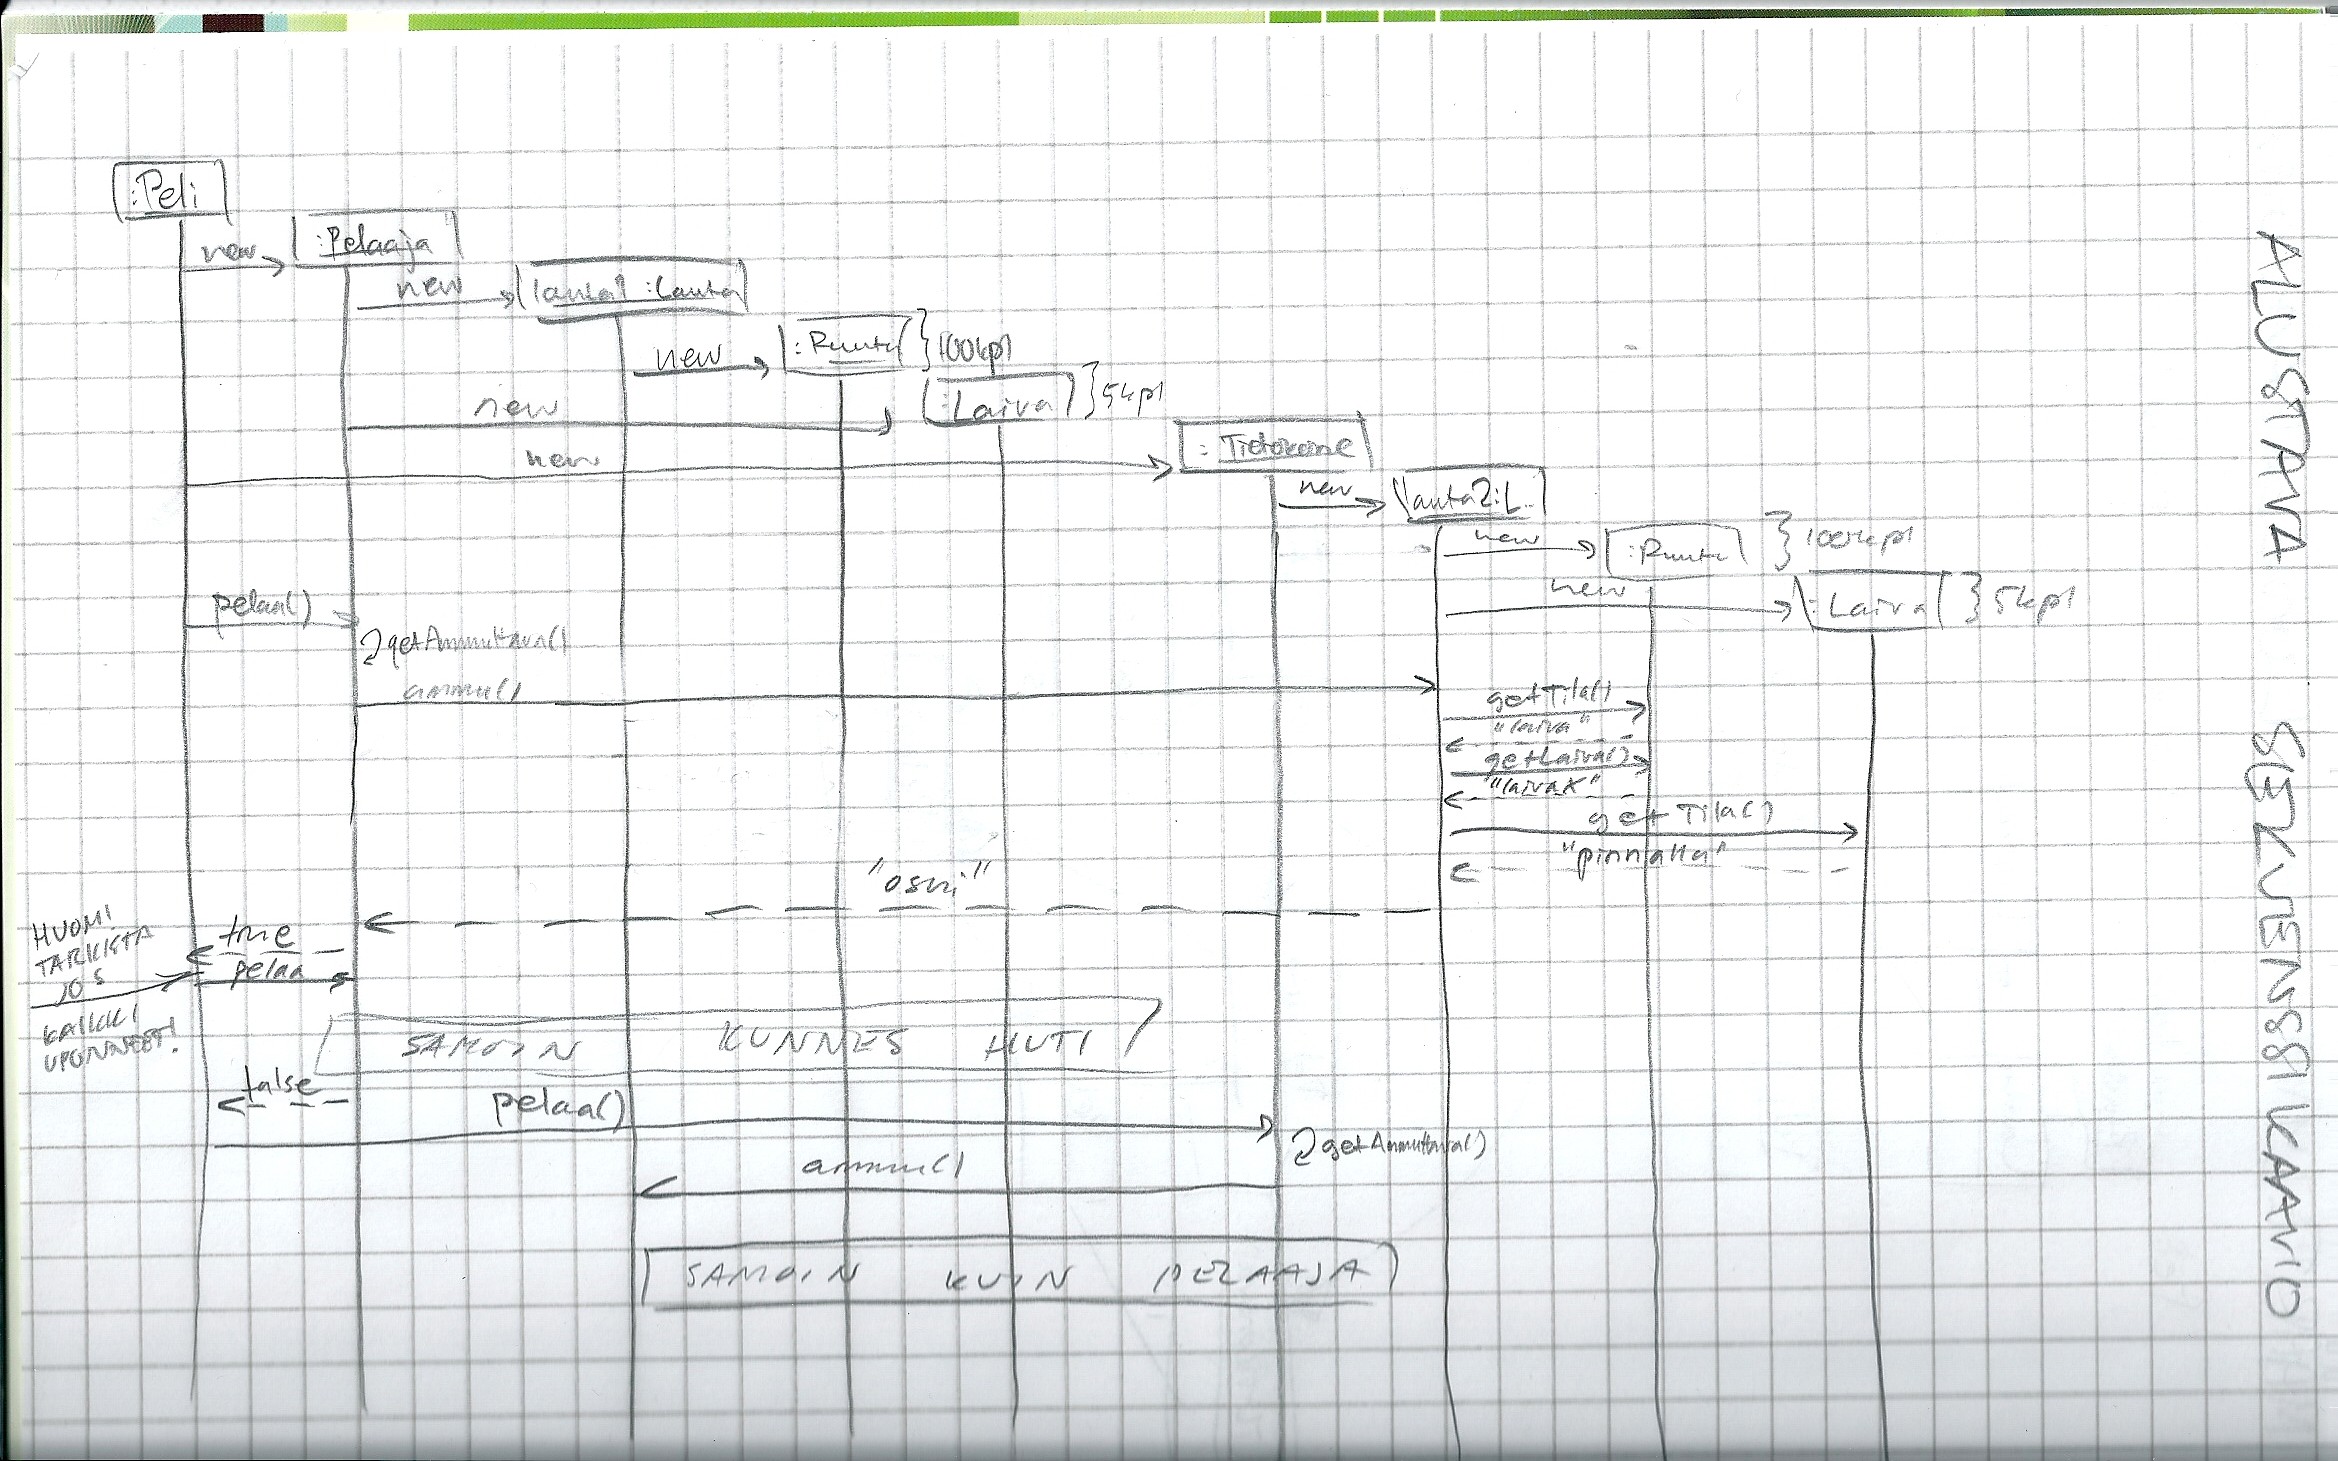 :Peli
new
:Pelaaja
new
lauta1 :Lauta
new
:Ruutu } 100kpl
new
:Laiva } 5kpl
new
:Tietokone
new
lauta2:L.
new
:Ruutu } 100kpl
new
:Laiva } 5kpl
pelaa()
getAmmuttava()
ammu()
getTila()
"laiva"
getLaiva()
"laivaX"
getTila()
"pinnalla"
"osui"
HUOM!
TARKISTA
JOS
KAIKKI
UPONNEET!
true
pelaa
SAMOIN KUNNES HUTI
false
pelaa()
getAmmuttava()
ammu()
SAMOIN KUIN PELAAJA
ALUSTAVA SEKVENSSIKAAVIO